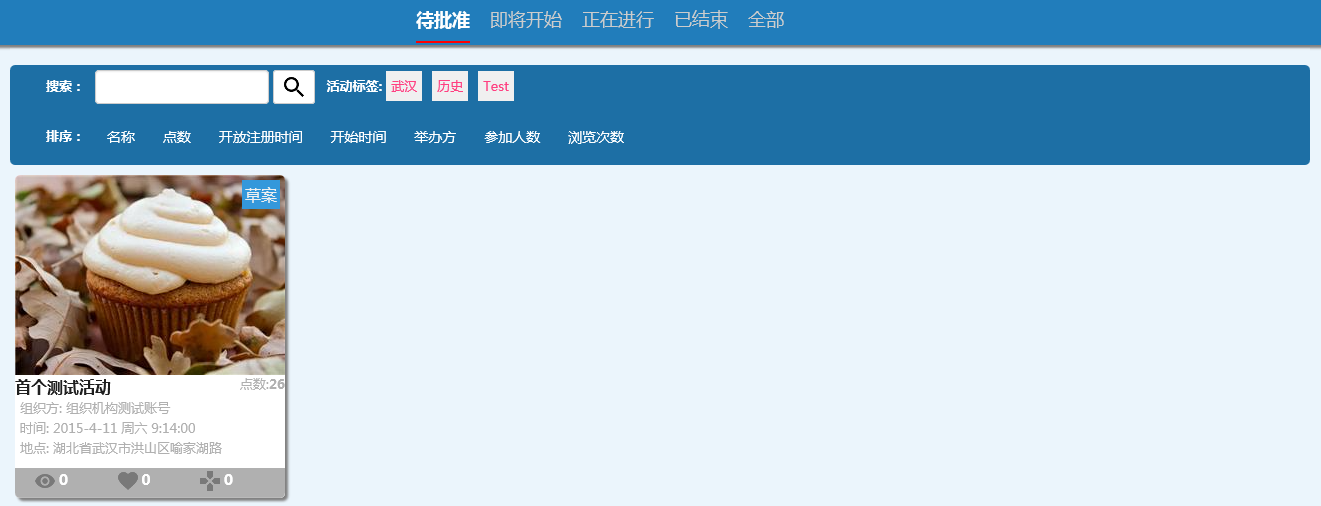 待批准 即将开始 正在进行 已结束 全部
搜索： 活动标签: 武汉 历史 Test
排序： 名称 点数 开放注册时间 开始时间 举办方 参加人数 浏览次数
草案
首个测试活动 点数:26
组织方: 组织机构测试账号
时间: 2015-4-11 周六 9:14:00
地点: 湖北省武汉市洪山区喻家湖路
0 0 0